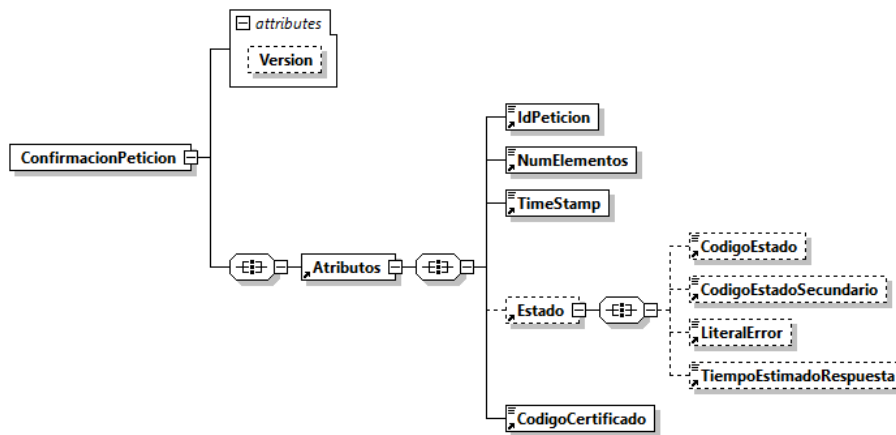 attributes
Version
ConfirmacionPeticion
Atributos
IdPeticion
NumElementos
TimeStamp
Estado
CodigoEstado
CodigoEstadoSecundario
LiteralError
TiempoEstimadoRespuesta
CodigoCertificado